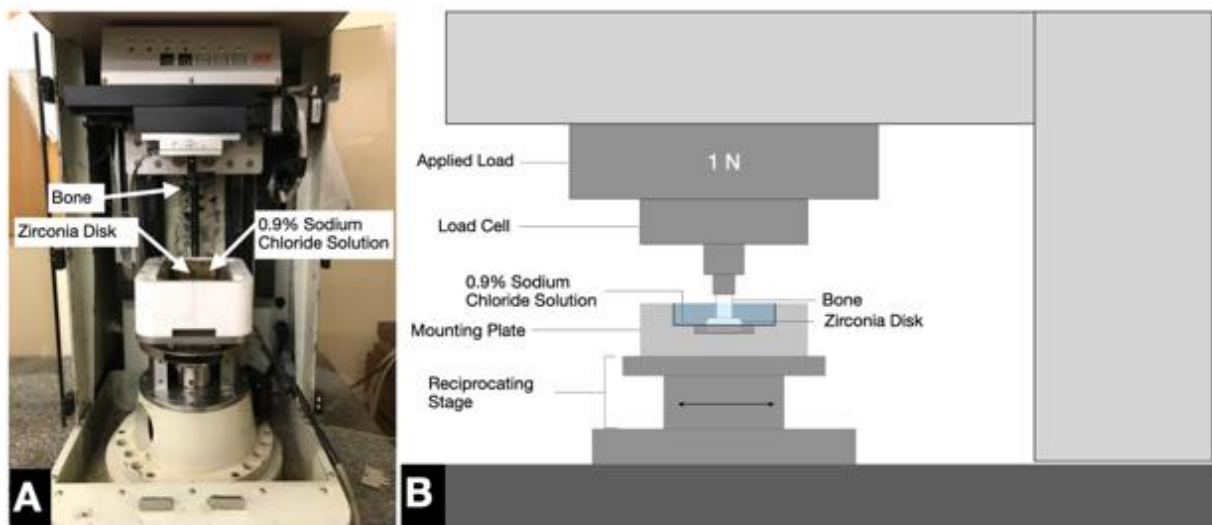 Bone
Zirconia Disk
0.9% Sodium
Chloride Solution
A
Applied Load
1 N
Load Cell
0.9% Sodium
Chloride Solution
Bone
Zirconia Disk
Mounting Plate
Reciprocating
Stage
B